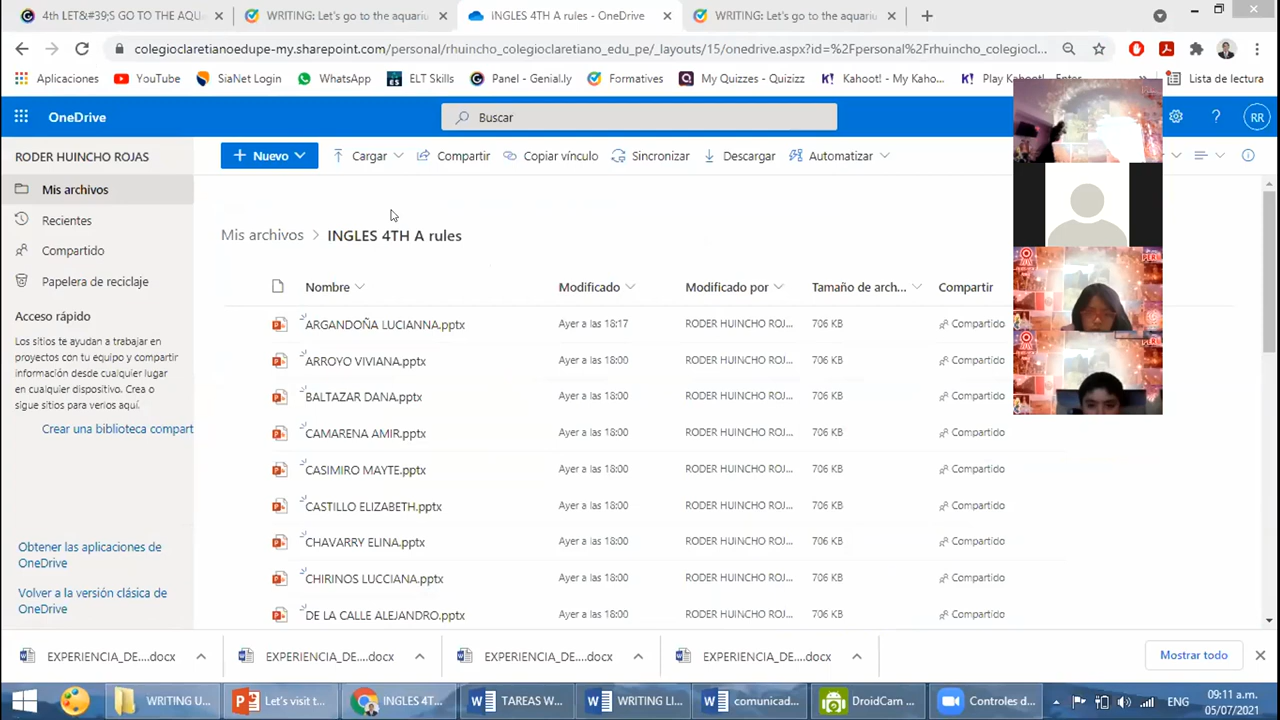 4th LET&#39;S GO TO THE AQU
WRITING: Let's go to the aquariu
iNGLES 4TH A rules - OneDrive
WRITING: Let's go to the aquariu
colegioclaretianoedupe-my.sharepoint.com/personal/rhuincho_colegioclaretiano_edu_pe/_layouts/15/onedrive.aspx?id=%2Fpersonal%2Frhuincho_colegiocl...
Aplicaciones YouTube SiaNet Login WhatsApp ELT Skills Panel - Genial.ly Formatives My Quizzes - Quizizz Kahoot! - My Kaho... Play Kahoot! - Enter... Lista de lectura
OneDrive
Buscar
RR
RODER HUINCHO ROJAS
Nuevo Cargar Compartir Copiar vínculo Sincronizar Descargar Automatizar
Mis archivos
Recientes
Compartido
Papelera de reciclaje
Acceso rápido
Los sitios te ayudan a trabajar en
proyectos con tu equipo y compartir
información desde cualquier lugar
en cualquier dispositivo. Crea o
sigue sitios para verlos aquí.
Crear una biblioteca compart
Obtener las aplicaciones de
OneDrive
Volver a la versión clásica de
OneDrive
Mis archivos > INGLES 4TH A rules
Nombre Modificado Modificado por Tamaño de arch... Compartir
ARGANDOÑA LUCIANNA.pptx Ayer a las 18:17 RODER HUINCHO ROJ... 706 KB Compartido
ARROYO VIVIANA.pptx Ayer a las 18:00 RODER HUINCHO ROJ... 706 KB Compartido
BALTAZAR DANA.pptx Ayer a las 18:00 RODER HUINCHO ROJ... 706 KB Compartido
CAMARENA AMIR.pptx Ayer a las 18:00 RODER HUINCHO ROJ... 706 KB Compartido
CASIMIRO MAYTE.pptx Ayer a las 18:00 RODER HUINCHO ROJ... 706 KB Compartido
CASTILLO ELIZABETH.pptx Ayer a las 18:00 RODER HUINCHO ROJ... 706 KB Compartido
CHAVARRY ELINA.pptx Ayer a las 18:00 RODER HUINCHO ROJ... 706 KB Compartido
CHIRINOS LUCCIANA.pptx Ayer a las 18:00 RODER HUINCHO ROJ... 706 KB Compartido
DE LA CALLE ALEJANDRO.pptx Ayer a las 18:00 RODER HUINCHO ROJ... 706 KB Compartido
EXPERIENCIA_DE....docx EXPERIENCIA_DE....docx EXPERIENCIA_DE....docx EXPERIENCIA_DE....docx Mostrar todo
WRITING U... Let's visit t... INGLES 4T... TAREAS W... WRITING LI... comunicad... DroidCam ... Controles d... ENG
09:11 a.m.
05/07/2021